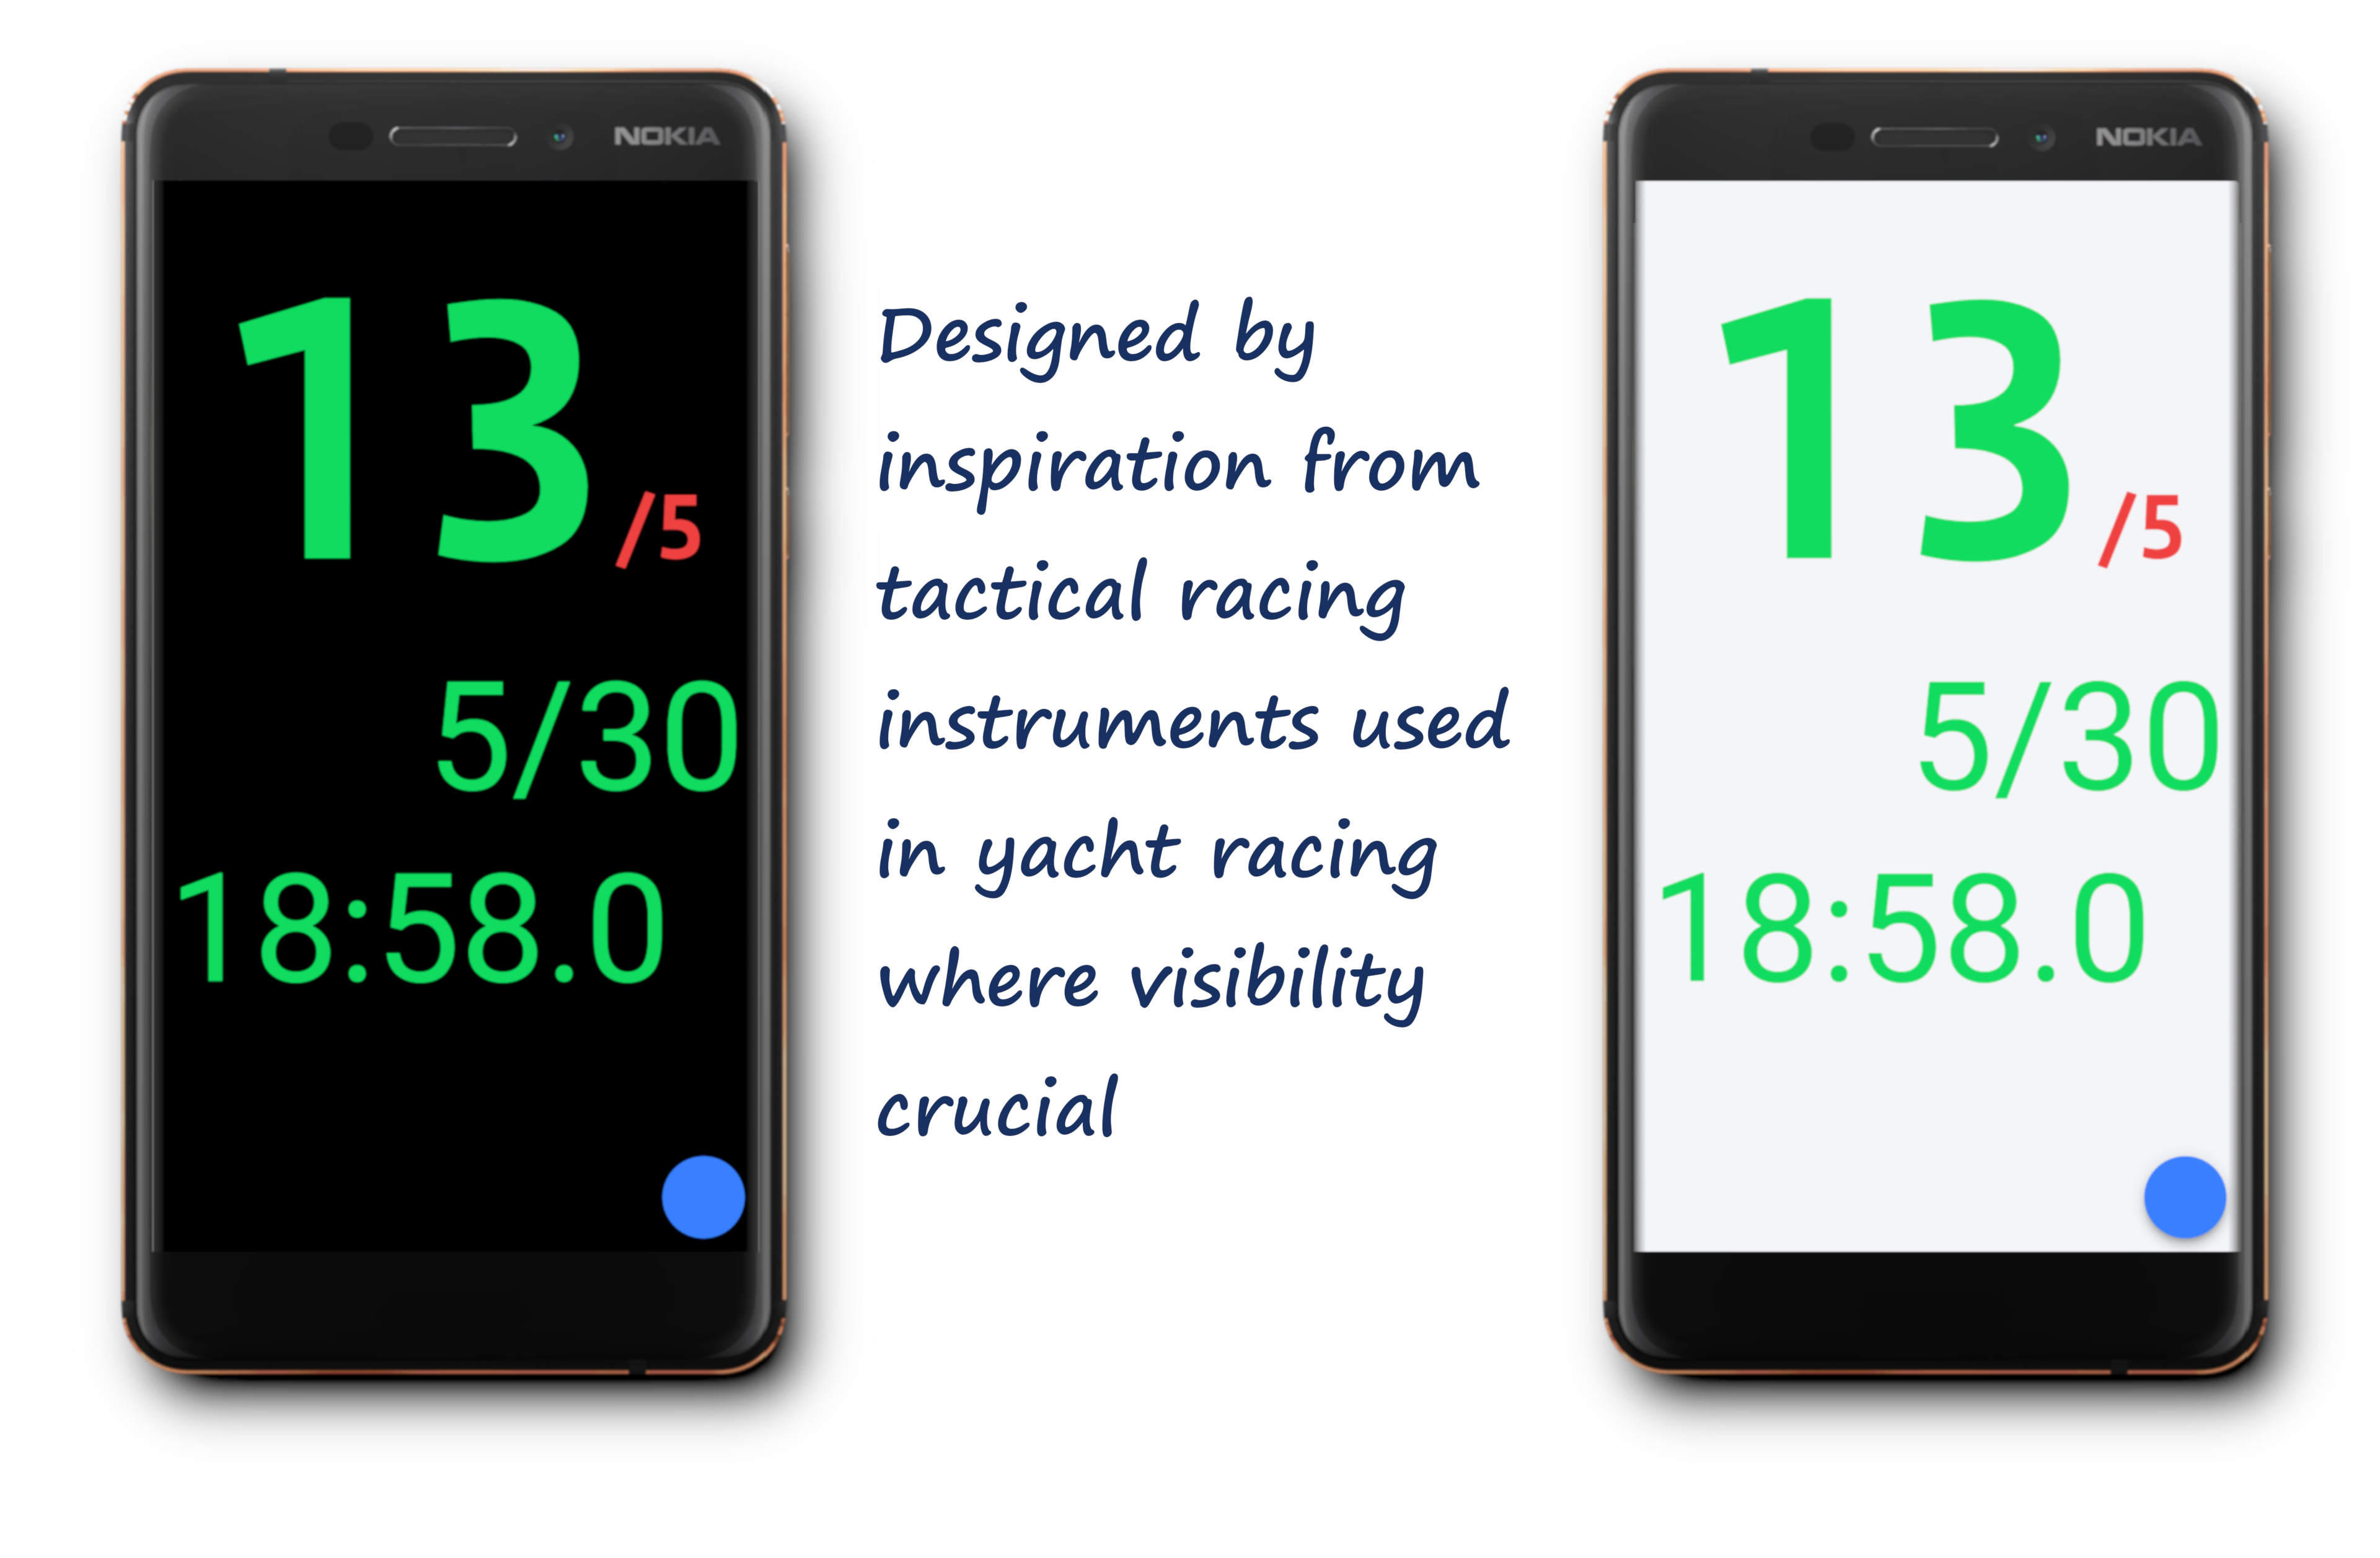 NOKIA
13/5
5/30
18:58.0
Designed by
inspiration from
tactical racing
instruments used
in yacht racing
where visibility
crucial
NOKIA
13/5
5/30
18:58.0